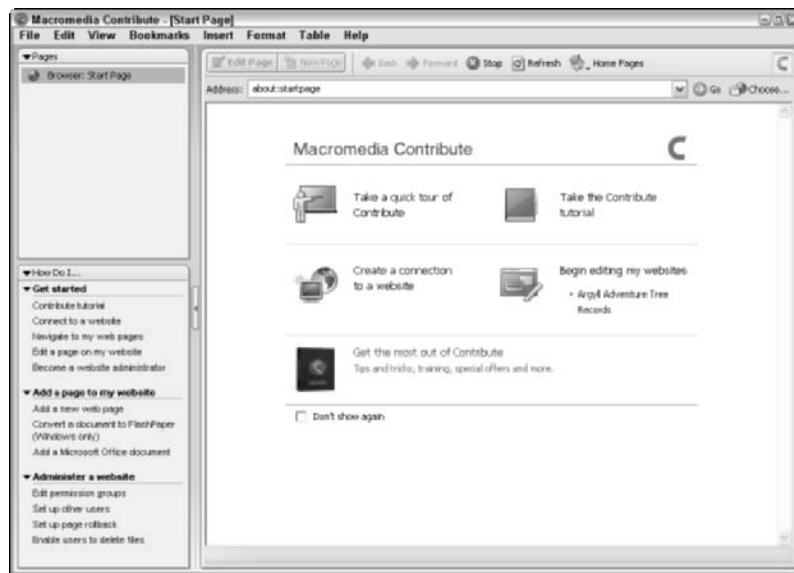 Macromedia Contribute - [Start Page]
File Edit View Bookmarks Insert Format Table Help
Pages
Browser: Start Page
Edit Page New Page Back Forward Stop Refresh Home Pages
Address: about:startpage Go Choose...
Macromedia Contribute
Take a quick tour of
Contribute
Take the Contribute
tutorial
Create a connection
to a website
Begin editing my websites
• Argyll Adventure Tree
Records
Get the most out of Contribute
Tips and tricks, training, special offers and more.
Don't show again
How Do I...
Get started
Contribute tutorial
Connect to a website
Navigate to my web pages
Edit a page on my website
Become a website administrator
Add a page to my website
Add a new web page
Convert a document to FlashPaper
(Windows only)
Add a Microsoft Office document
Administer a website
Edit permission groups
Set up other users
Set up page rollback
Enable users to delete files